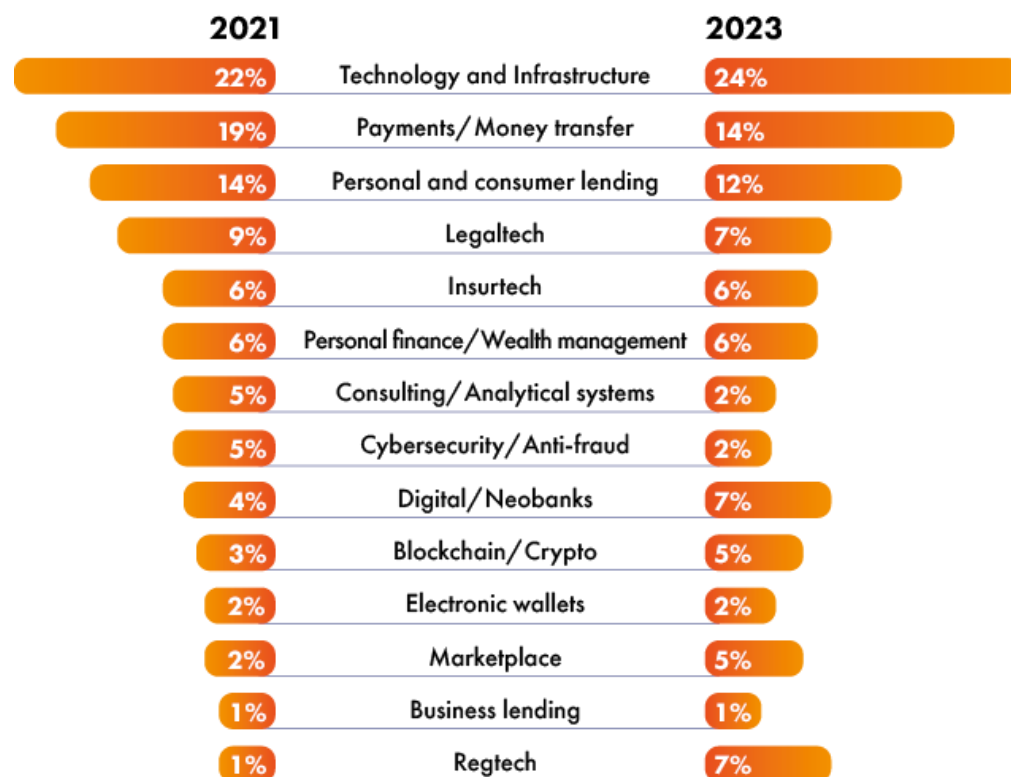 2021 2023
22% Technology and Infrastructure 24%
19% Payments/Money transfer 14%
14% Personal and consumer lending 12%
9% Legaltech 7%
6% Insurtech 6%
6% Personal finance/Wealth management 6%
5% Consulting/Analytical systems 2%
5% Cybersecurity/Anti-fraud 2%
4% Digital/Neobanks 7%
3% Blockchain/Crypto 5%
2% Electronic wallets 2%
2% Marketplace 5%
1% Business lending 1%
1% Regtech 7%